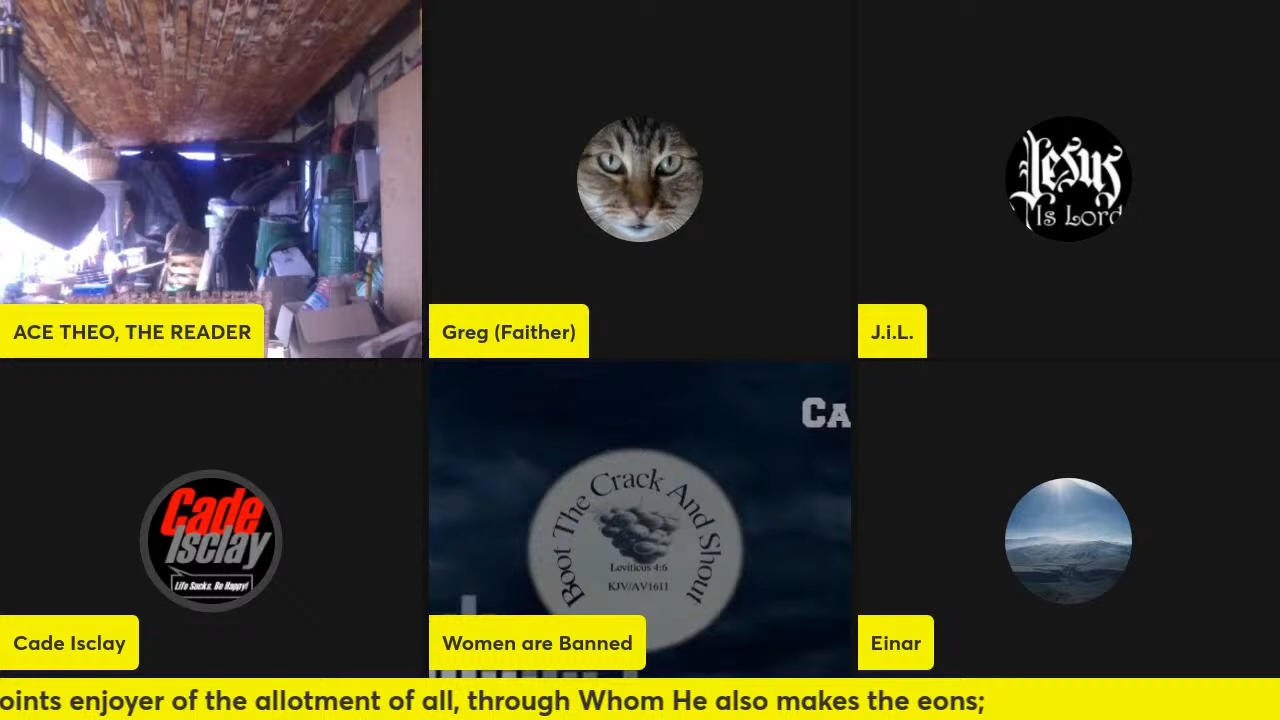 Jesus
Is Lord
ACE THEO, THE READER
Greg (Faither)
J.i.L.
CA
Cade
Isclay
Life Sucks. Be Happy!
Boot The Crack And Shout
Leviticus 4:6
KJV/AV1611
Cade Isclay
Women are Banned
Einar
oints enjoyer of the allotment of all, through Whom He also makes the eons;